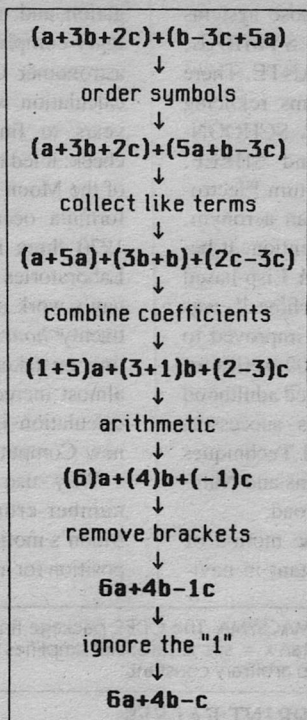 (a+3b+2c)+(b-3c+5a)
↓
order symbols
↓
(a+3b+2c)+(5a+b-3c)
↓
collect like terms
↓
(a+5a)+(3b+b)+(2c-3c)
↓
combine coefficients
↓
(1+5)a+(3+1)b+(2-3)c
↓
arithmetic
↓
(6)a+(4)b+(-1)c
↓
remove brackets
↓
6a+4b-1c
↓
ignore the "1"
↓
6a+4b-c